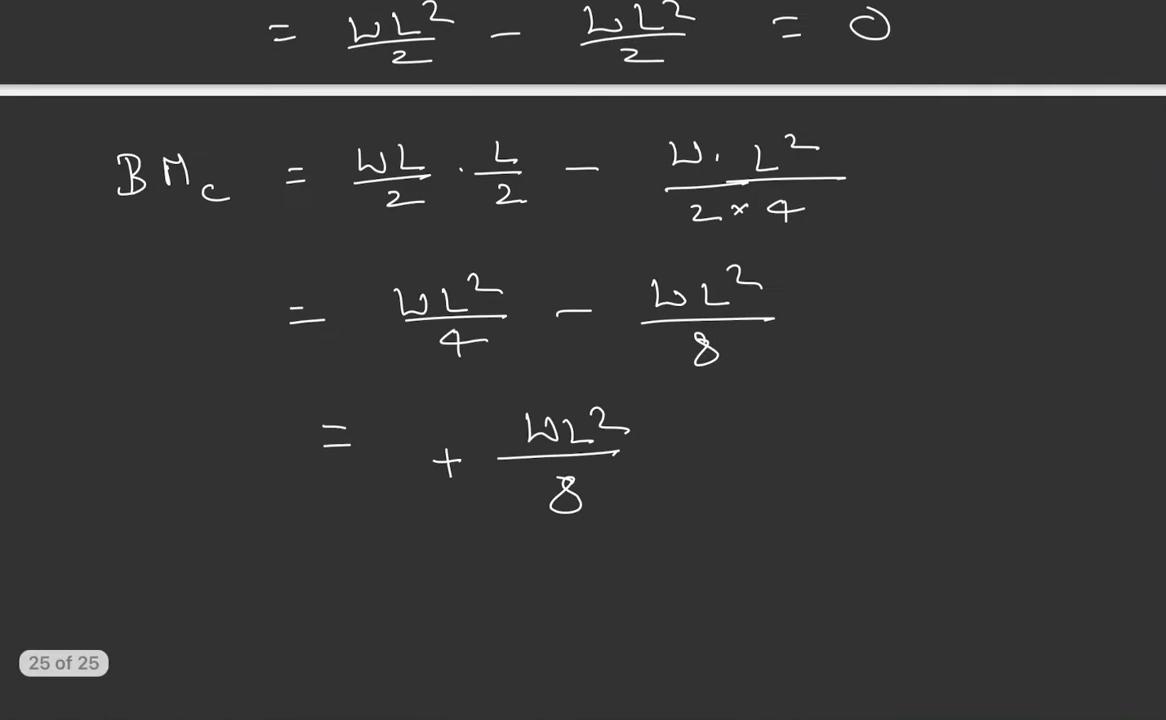 = WL²/2 - WL²/2 = 0
BM_C = WL/2 · L/2 - W. L²/2×4
= WL²/4 - WL²/8
= + WL²/8
25 of 25